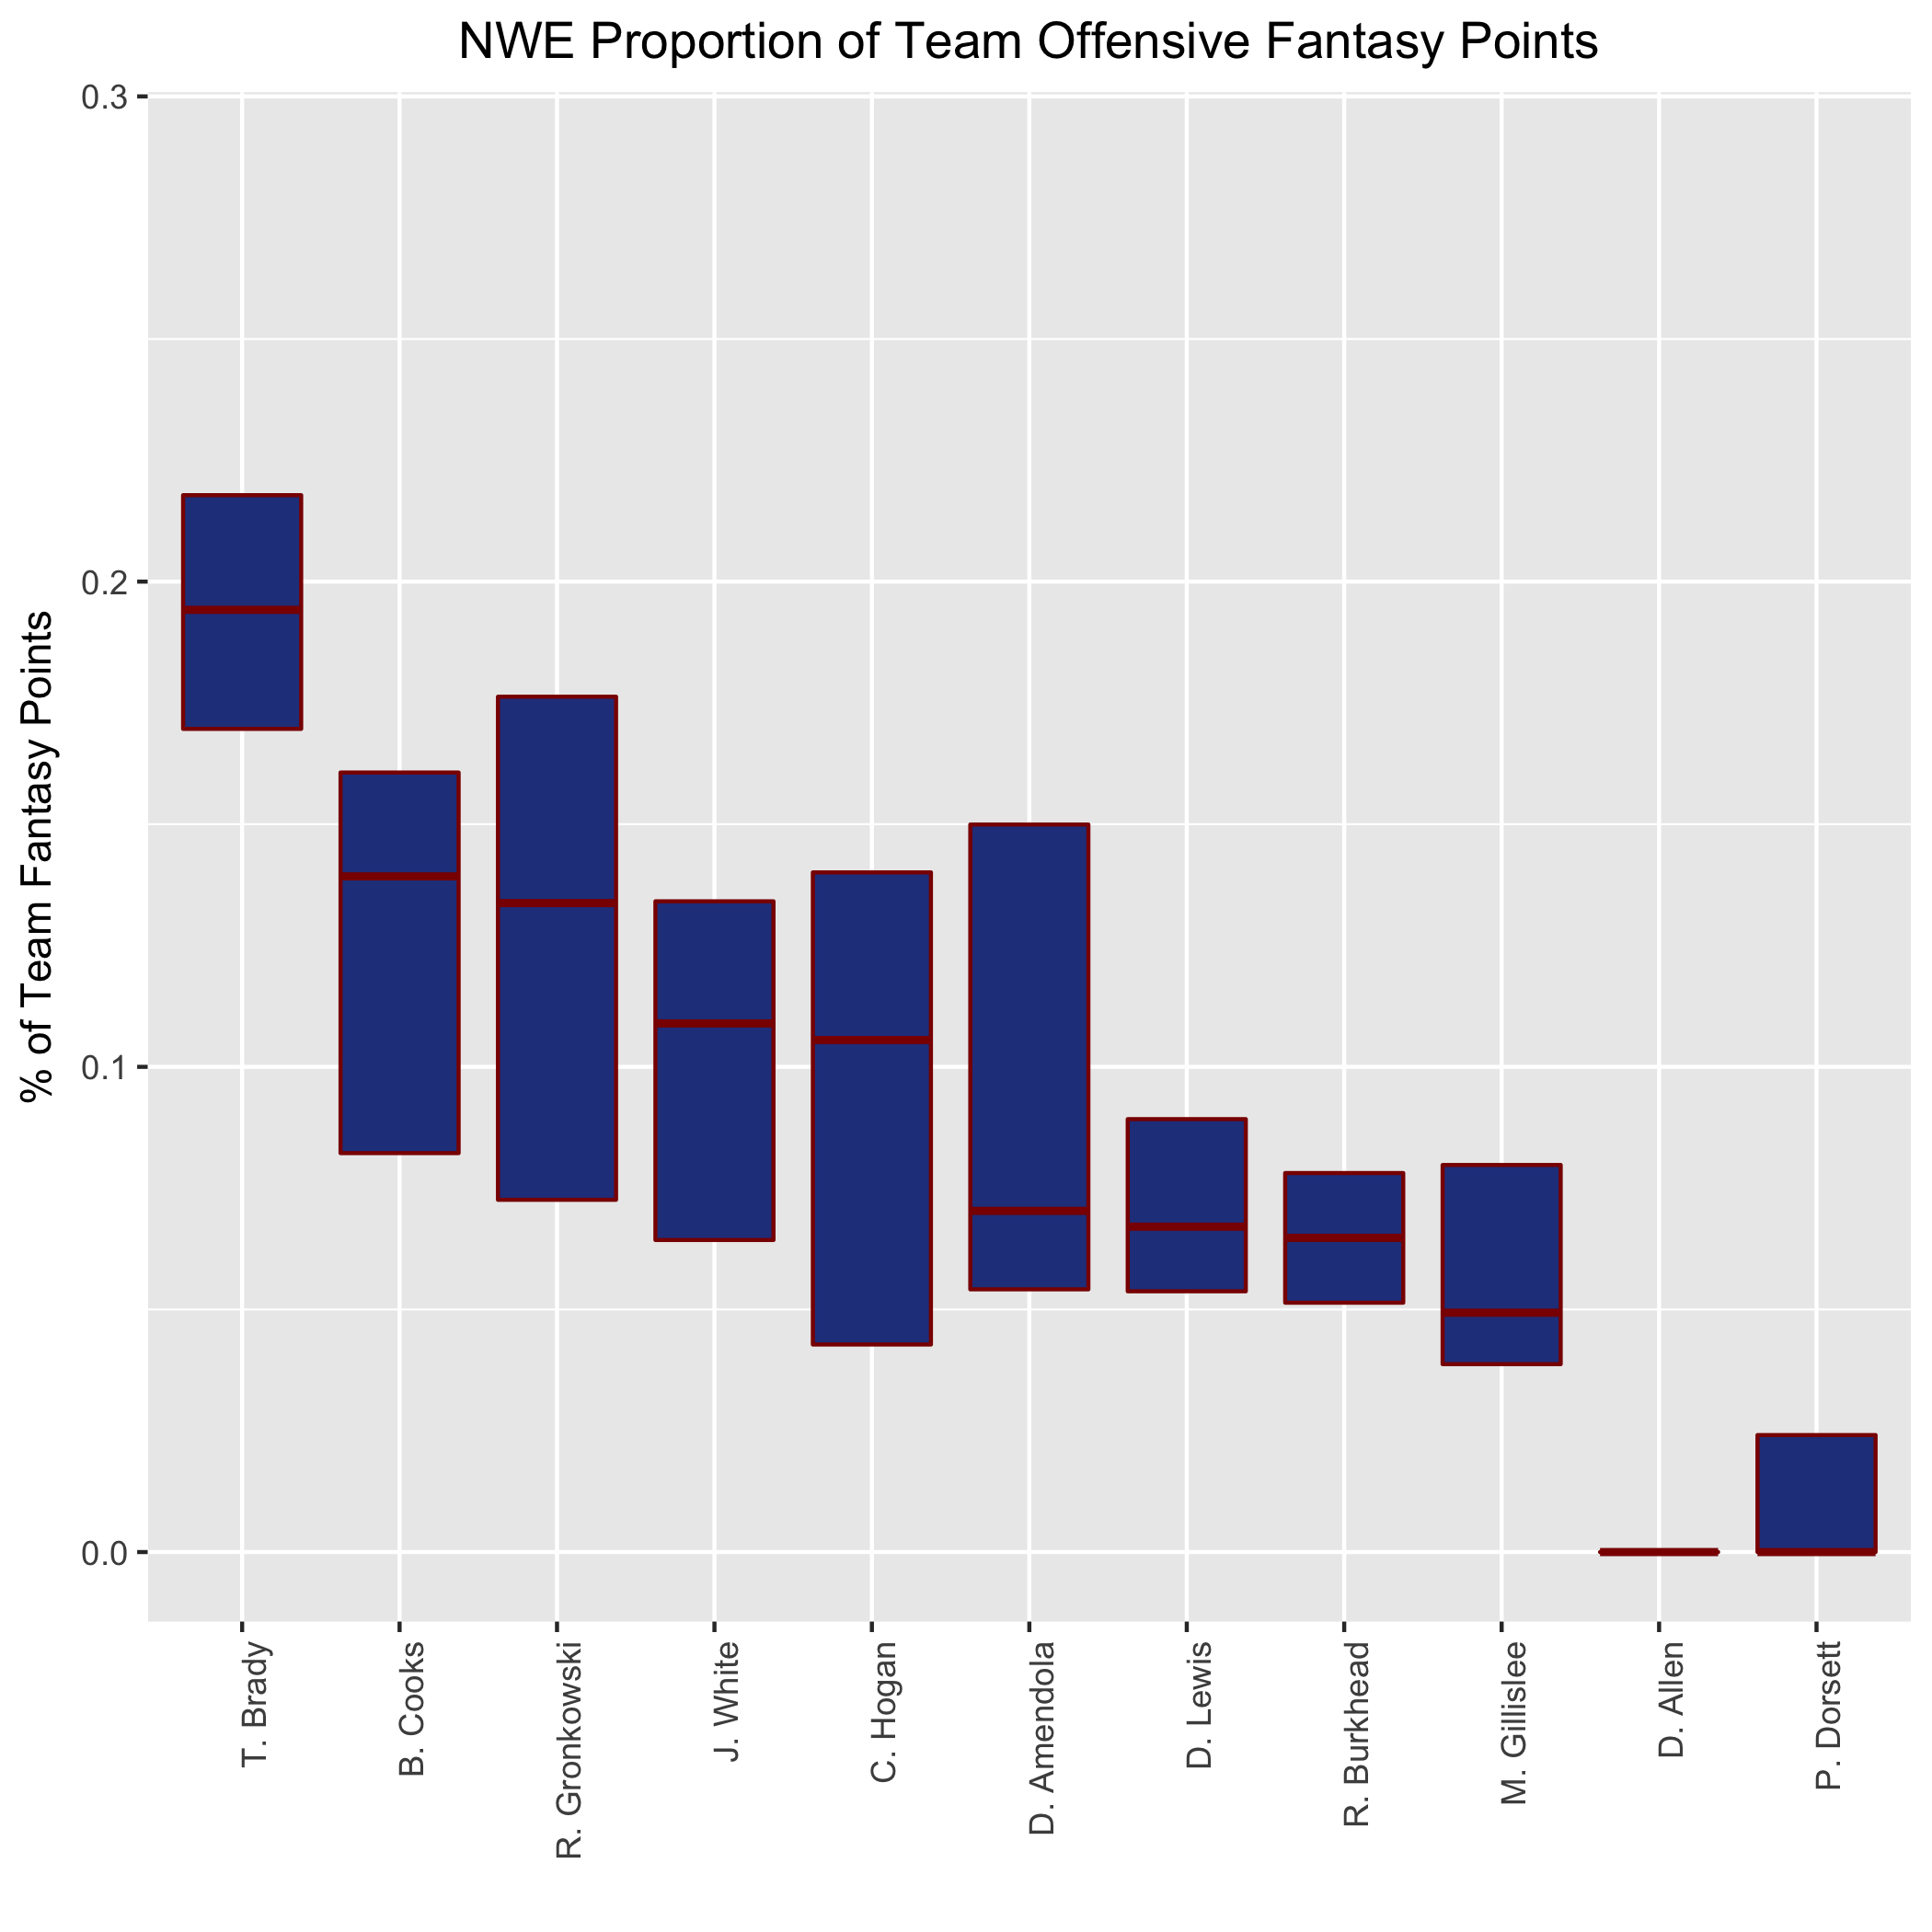 NWE Proportion of Team Offensive Fantasy Points
% of Team Fantasy Points
0.3
0.2
0.1
0.0
T. Brady
B. Cooks
R. Gronkowski
J. White
C. Hogan
D. Amendola
D. Lewis
R. Burkhead
M. Gillislee
D. Allen
P. Dorsett